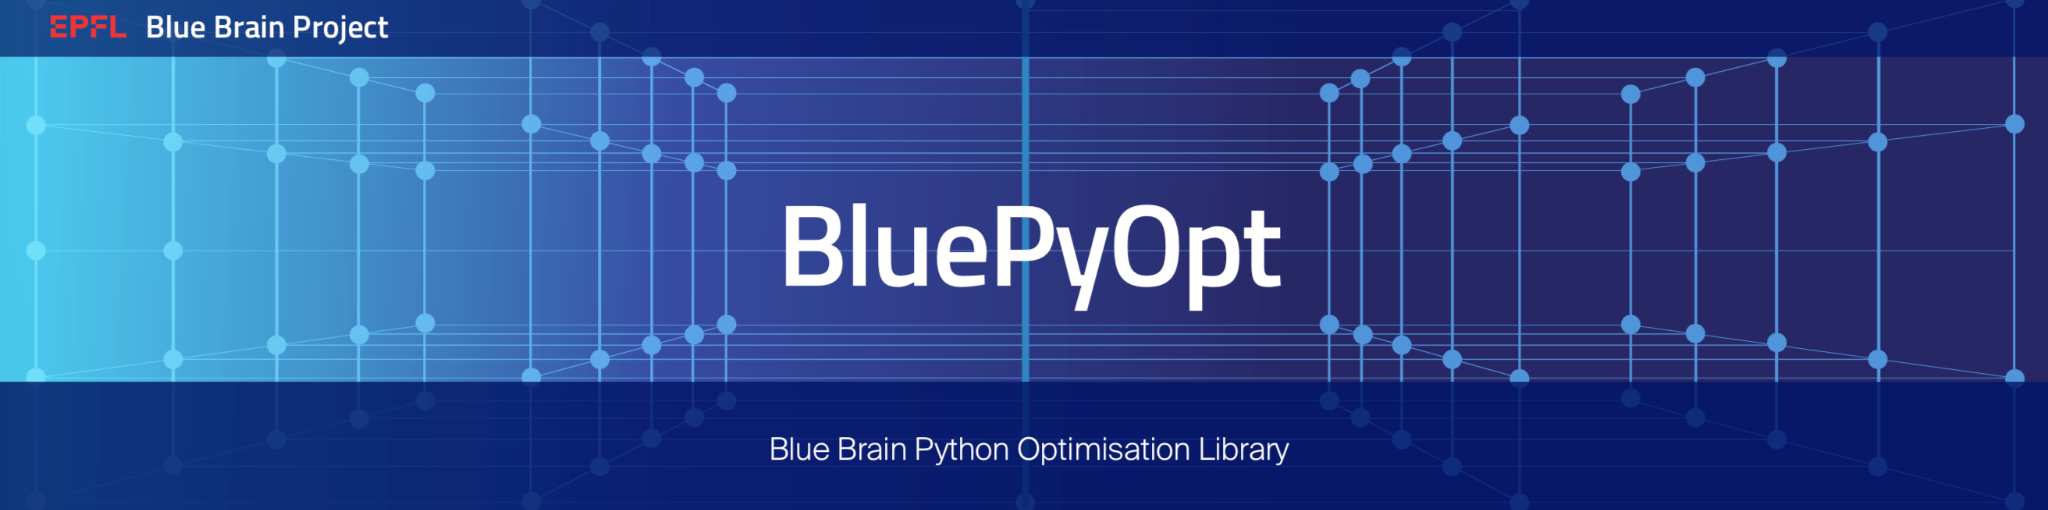 EPFL Blue Brain Project
BluePyOpt
Blue Brain Python Optimisation Library